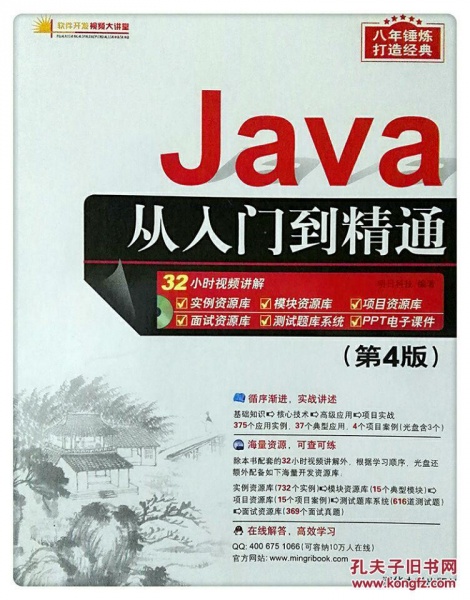 软件开发视频大讲堂
八年锤炼
打造经典
Java
从入门到精通
32小时视频讲解
明日科技 编著
实例资源库 模块资源库 项目资源库
面试资源库 测试题库系统 PPT电子课件
(第4版)
循序渐进，实战讲述
基础知识 核心技术 高级应用 项目实战
375个应用实例，37个典型应用，4个项目案例(光盘含3个)
海量资源，可查可练
除本书配套的32小时视频讲解外，根据学习顺序，光盘还
额外配备如下海量开发资源库．
实例资源库(732个实例) 模块资源库(15个典型模块)
项目资源库(15个项目案例) 测试题库系统(616道测试题)
面试资源库(369个面试真题)
在线解答，高效学习
QQ: 400 675 1066(可容纳10万人在线)
官方网站: www.mingribook.com
孔夫子旧书网